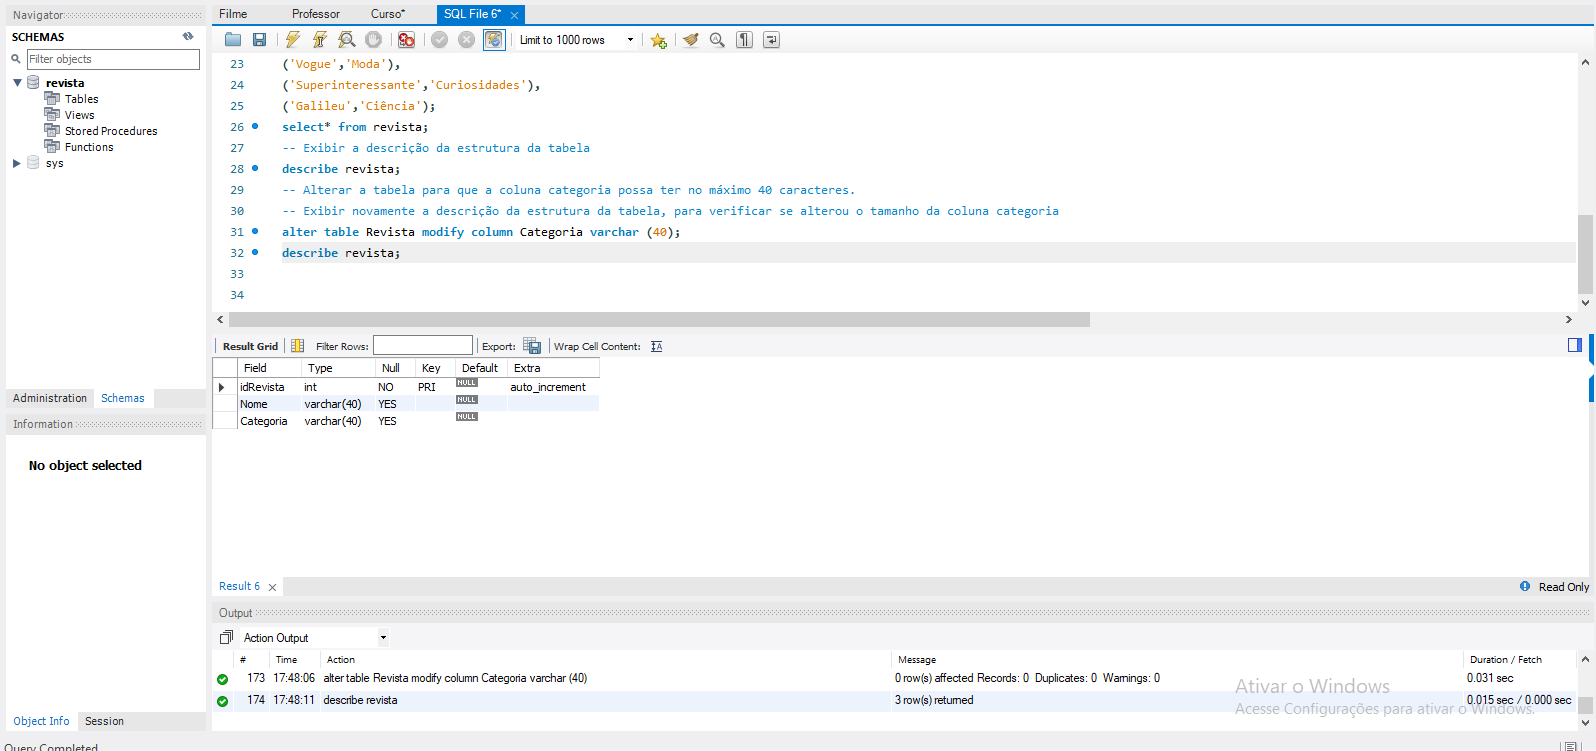 Navigator
SCHEMAS
Filter objects
revista
Tables
Views
Stored Procedures
Functions
sys
Administration Schemas
Information
No object selected
Object Info Session
Query Completed
Filme Professor Curso* SQL File 6*
Limit to 1000 rows
23 ('Vogue','Moda'),
24 ('Superinteressante','Curiosidades'),
25 ('Galileu','Ciência');
26 select* from revista;
27 -- Exibir a descrição da estrutura da tabela
28 describe revista;
29 -- Alterar a tabela para que a coluna categoria possa ter no máximo 40 caracteres.
30 -- Exibir novamente a descrição da estrutura da tabela, para verificar se alterou o tamanho da coluna categoria
31 alter table Revista modify column Categoria varchar (40);
32 describe revista;
33
34
Result Grid Filter Rows: Export: Wrap Cell Content:
Field Type Null Key Default Extra
idRevista int NO PRI NULL auto_increment
Nome varchar(40) YES NULL
Categoria varchar(40) YES NULL
Result 6 Read Only
Output
Action Output
# Time Action Message Duration / Fetch
173 17:48:06 alter table Revista modify column Categoria varchar (40) 0 row(s) affected Records: 0 Duplicates: 0 Warnings: 0 0.031 sec
174 17:48:11 describe revista 3 row(s) returned 0.015 sec / 0.000 sec
Ativar o Windows
Acesse Configurações para ativar o Windows.